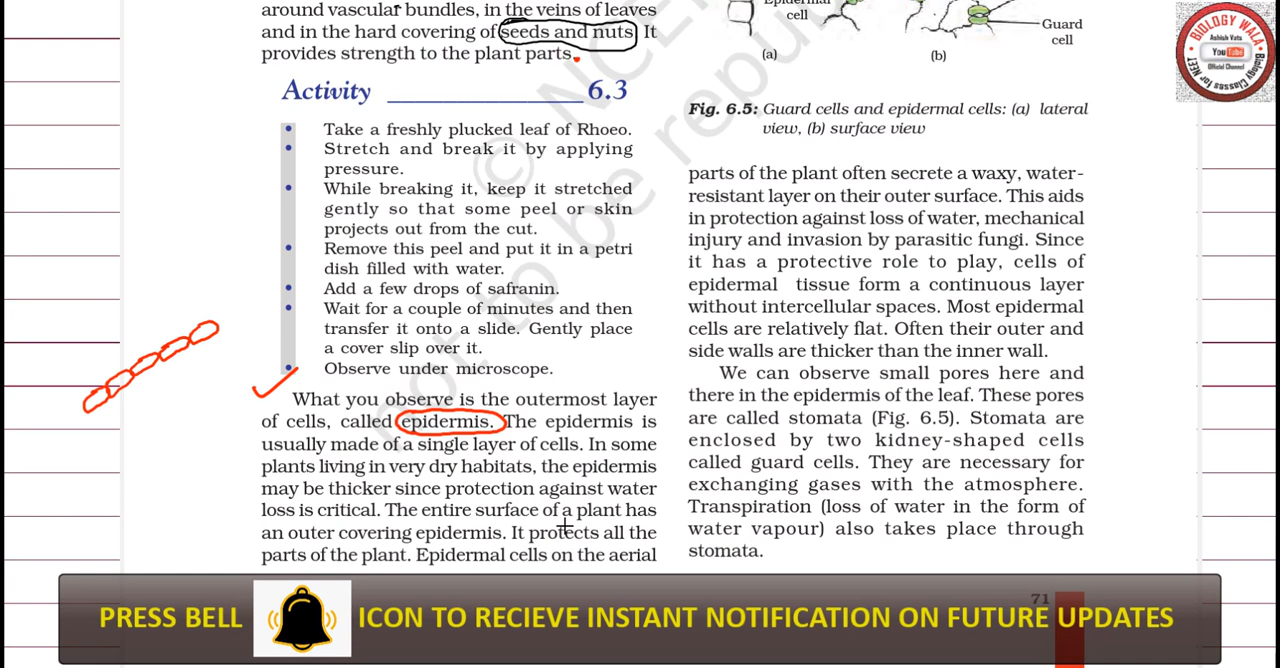 around vascular bundles, in the veins of leaves
and in the hard covering of seeds and nuts. It
provides strength to the plant parts.
Activity ________________ 6.3
• Take a freshly plucked leaf of Rhoeo.
• Stretch and break it by applying
pressure.
• While breaking it, keep it stretched
gently so that some peel or skin
projects out from the cut.
• Remove this peel and put it in a petri
dish filled with water.
• Add a few drops of safranin.
• Wait for a couple of minutes and then
transfer it onto a slide. Gently place
a cover slip over it.
• Observe under microscope.
What you observe is the outermost layer
of cells, called epidermis. The epidermis is
usually made of a single layer of cells. In some
plants living in very dry habitats, the epidermis
may be thicker since protection against water
loss is critical. The entire surface of a plant has
an outer covering epidermis. It protects all the
parts of the plant. Epidermal cells on the aerial
Epidermal
cell
Guard
cell
(a)
(b)
Fig. 6.5: Guard cells and epidermal cells: (a) lateral
view, (b) surface view
parts of the plant often secrete a waxy, water-
resistant layer on their outer surface. This aids
in protection against loss of water, mechanical
injury and invasion by parasitic fungi. Since
it has a protective role to play, cells of
epidermal tissue form a continuous layer
without intercellular spaces. Most epidermal
cells are relatively flat. Often their outer and
side walls are thicker than the inner wall.
We can observe small pores here and
there in the epidermis of the leaf. These pores
are called stomata (Fig. 6.5). Stomata are
enclosed by two kidney-shaped cells
called guard cells. They are necessary for
exchanging gases with the atmosphere.
Transpiration (loss of water in the form of
water vapour) also takes place through
stomata.
71
© NCE
not to be repu
BIOLOGY WALA
Ashish Vats
You Tube
Official Channel
Biology Classes for NEET
PRESS BELL ICON TO RECIEVE INSTANT NOTIFICATION ON FUTURE UPDATES